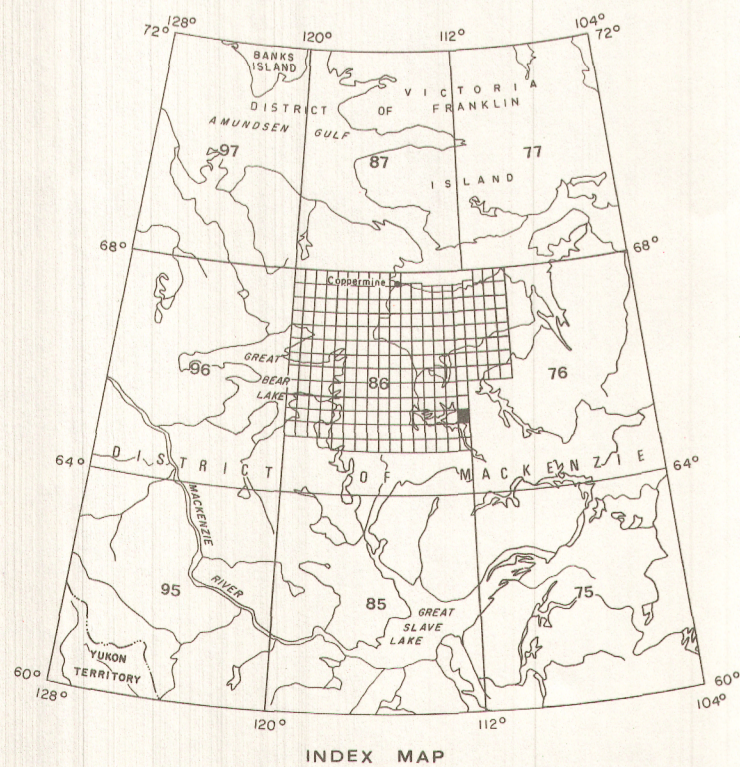 128° 120° 112° 104°
72° 72°
BANKS
ISLAND
VICTORIA
DISTRICT OF FRANKLIN
AMUNDSEN GULF
97 87 77
ISLAND
68° 68°
Coppermine
GREAT
96 86 76
BEAR
LAKE
DISTRICT OF MACKENZIE
64° 64°
MACKENZIE
RIVER
95 85 75
GREAT
SLAVE
LAKE
YUKON
TERRITORY
60° 60°
128° 120° 112° 104°
INDEX MAP